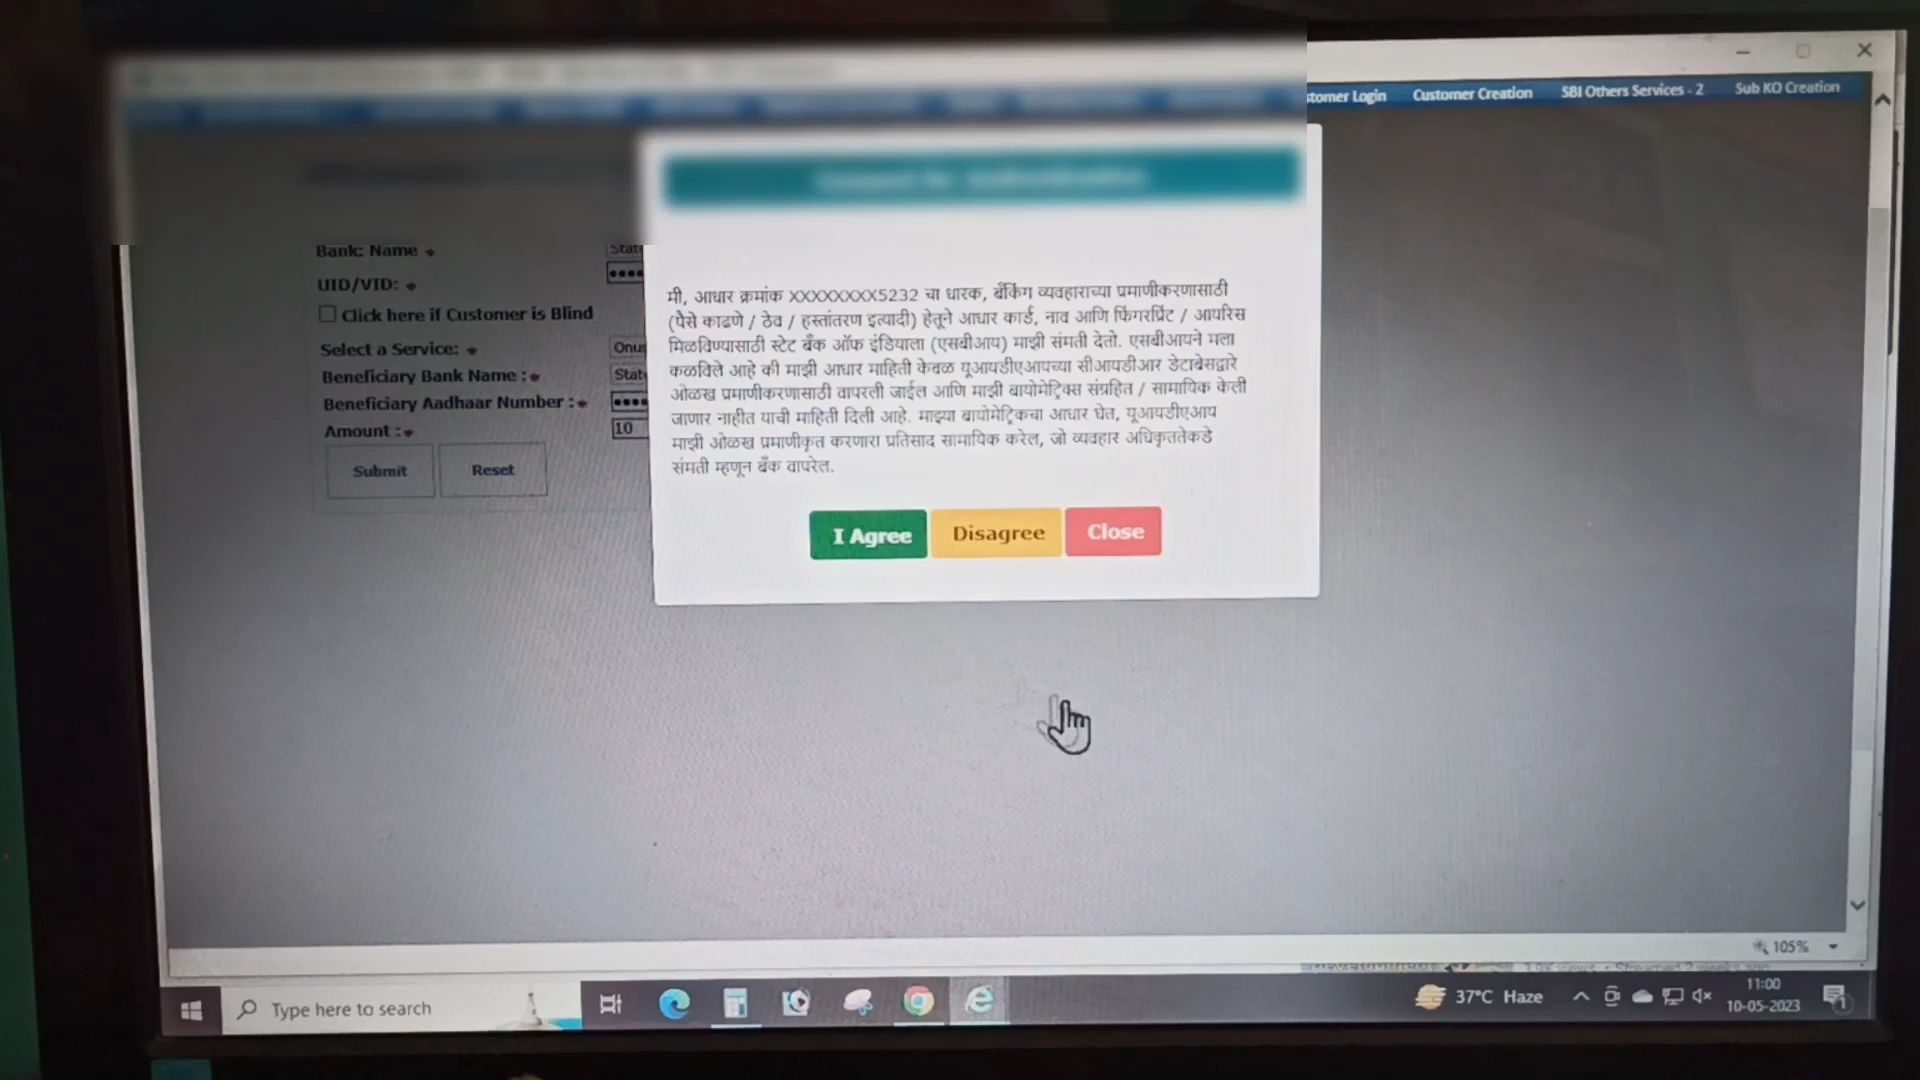 Customer Creation
SBI Others Services - 2
Sub KO Creation
Login
Bank: Name
UID/VID:
Click here if Customer is Blind
Select a Service:
Beneficiary Bank Name :
Beneficiary Aadhaar Number :
Amount :
10
Submit
Reset
मी, आधार क्रमांक XXXXXXXX5232 चा धारक, बँकिंग व्यवहाराच्या प्रमाणीकरणासाठी
(पैसे काढणे / ठेव / हस्तांतरण इत्यादी) हेतूने आधार कार्ड, नाव आणि फिंगरप्रिंट / आयरिस
मिळविण्यासाठी स्टेट बँक ऑफ इंडियाला (एसबीआय) माझी संमती देतो. एसबीआयने मला
कळविले आहे की माझी आधार माहिती केवळ यूआयडीएआयच्या सीआयडीआर डेटाबेसद्वारे
ओळख प्रमाणीकरणासाठी वापरली जाईल आणि माझी बायोमेट्रिक्स संग्रहित / सामायिक केली
जाणार नाहीत याची माहिती दिली आहे. माझ्या बायोमेट्रिकचा आधार घेत, यूआयडीएआय
माझी ओळख प्रमाणीकृत करणारा प्रतिसाद सामायिक करेल, जो व्यवहार अधिकृततेकडे
संमती म्हणून बँक वापरेल.
I Agree
Disagree
Close
105%
Type here to search
37°C Haze
11:00
10-05-2023
1